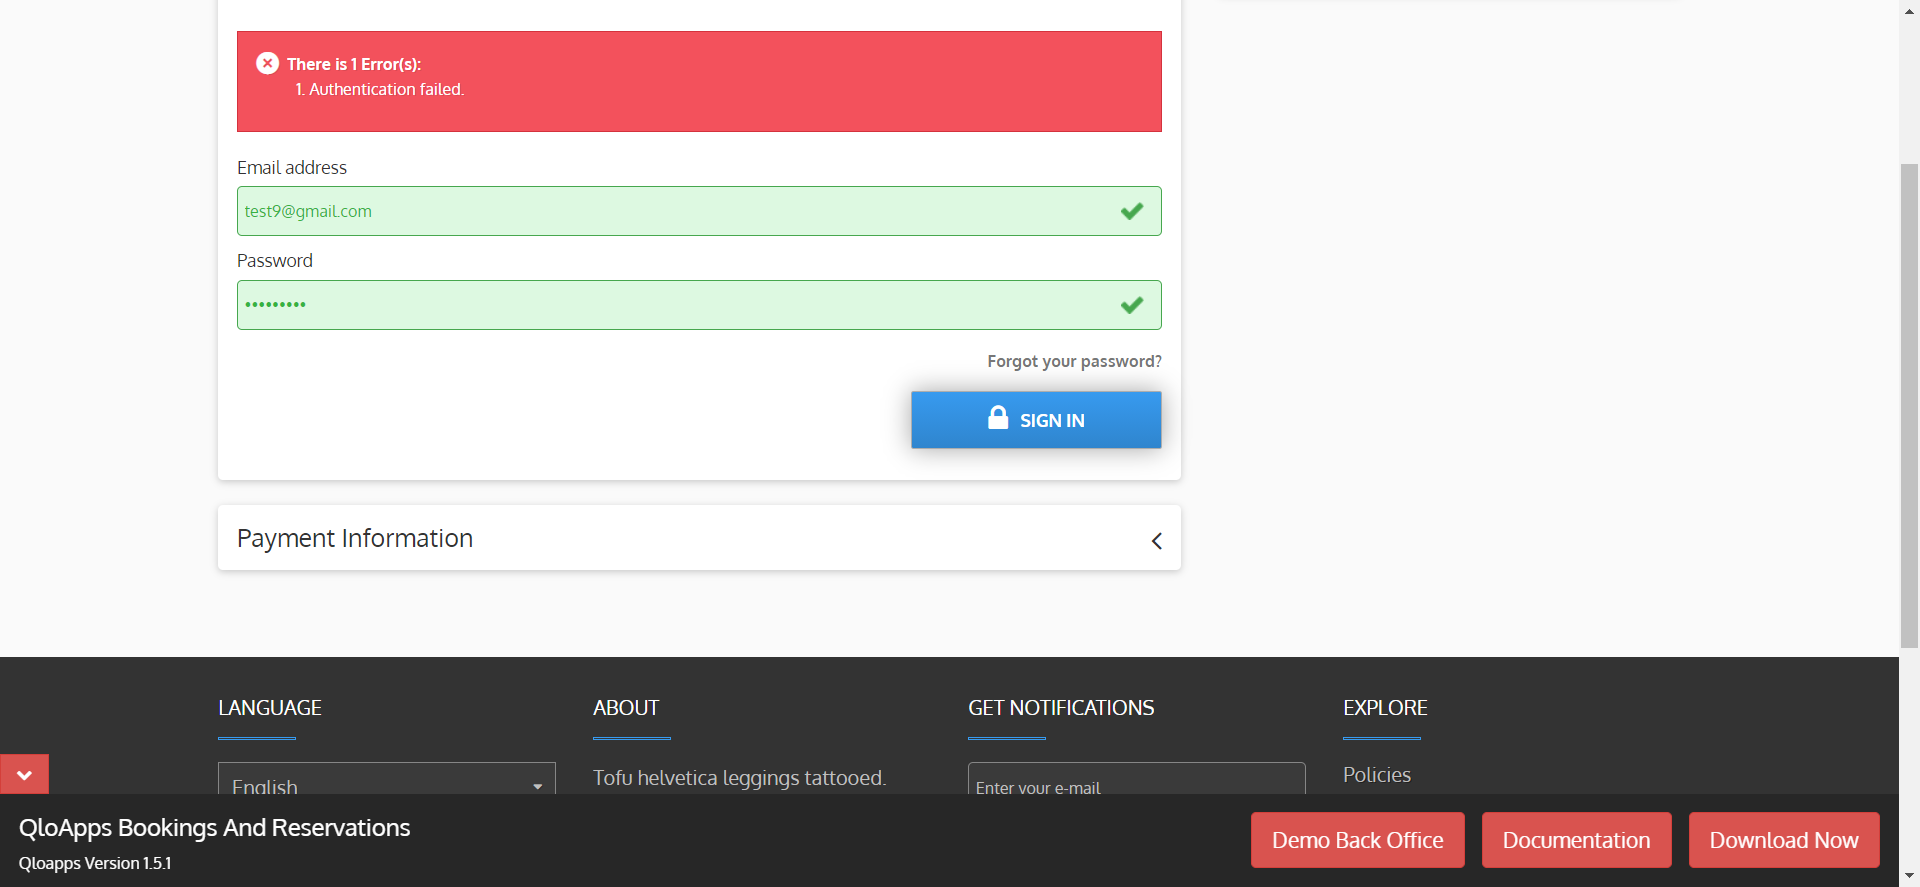 There is 1 Error(s):
1. Authentication failed.
Email address
test9@gmail.com
Password
•••••••••
Forgot your password?
SIGN IN
Payment Information
LANGUAGE
ABOUT
GET NOTIFICATIONS
EXPLORE
English
Tofu helvetica leggings tattooed.
Enter your e-mail
Policies
QloApps Bookings And Reservations
Qloapps Version 1.5.1
Demo Back Office
Documentation
Download Now